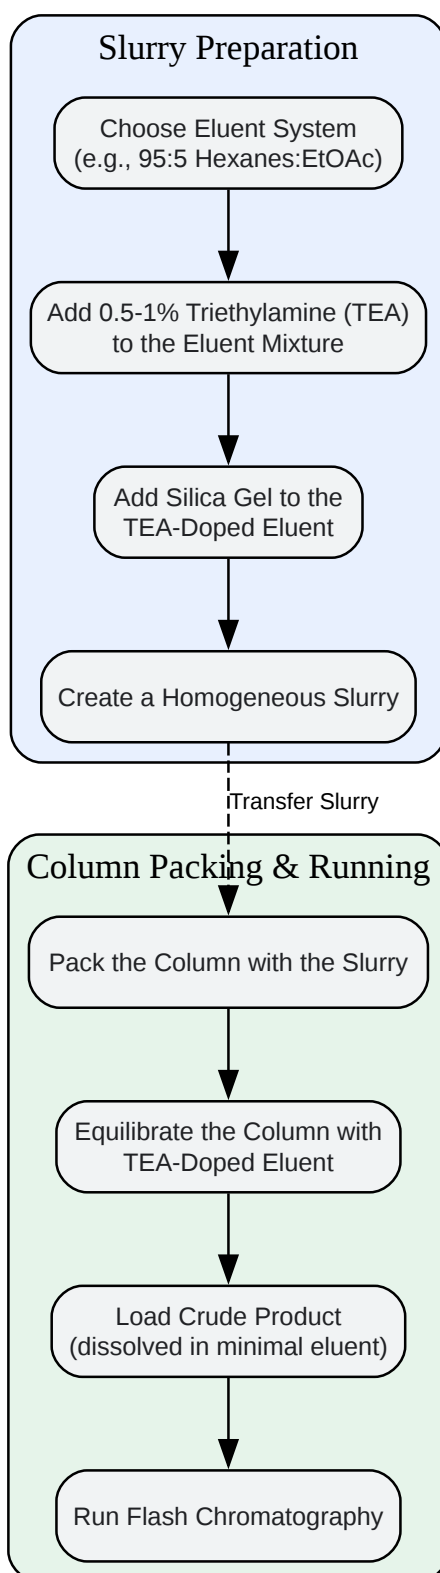 Slurry Preparation
Choose Eluent System
(e.g., 95:5 Hexanes:EtOAc)
Add 0.5-1% Triethylamine (TEA)
to the Eluent Mixture
Add Silica Gel to the
TEA-Doped Eluent
Create a Homogeneous Slurry
Transfer Slurry
Column Packing & Running
Pack the Column with the Slurry
Equilibrate the Column with
TEA-Doped Eluent
Load Crude Product
(dissolved in minimal eluent)
Run Flash Chromatography